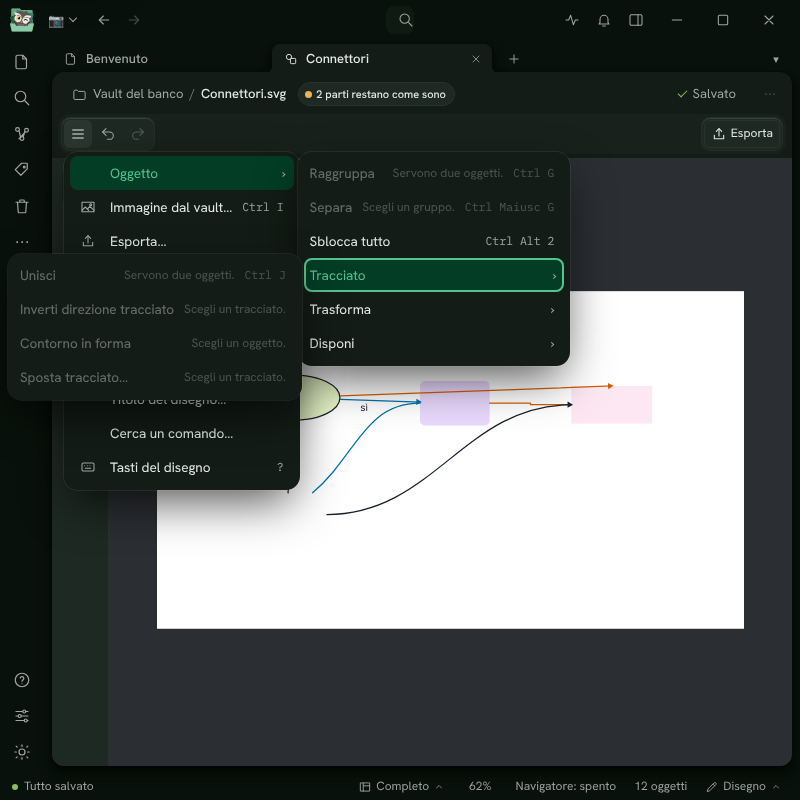 Benvenuto
Connettori
Vault del banco / Connettori.svg
2 parti restano come sono
Salvato
Esporta
Oggetto
Immagine dal vault... Ctrl I
Esporta...
Raggruppa Servono due oggetti. Ctrl G
Separa Scegli un gruppo. Ctrl Maiusc G
Sblocca tutto Ctrl Alt 2
Tracciato
Trasforma
Disponi
Unisci Servono due oggetti. Ctrl J
Inverti direzione tracciato Scegli un tracciato.
Contorno in forma Scegli un oggetto.
Sposta tracciato... Scegli un tracciato.
Titolo del disegno...
Cerca un comando...
Tasti del disegno ?
sì
Tutto salvato
Completo
62%
Navigatore: spento
12 oggetti
Disegno